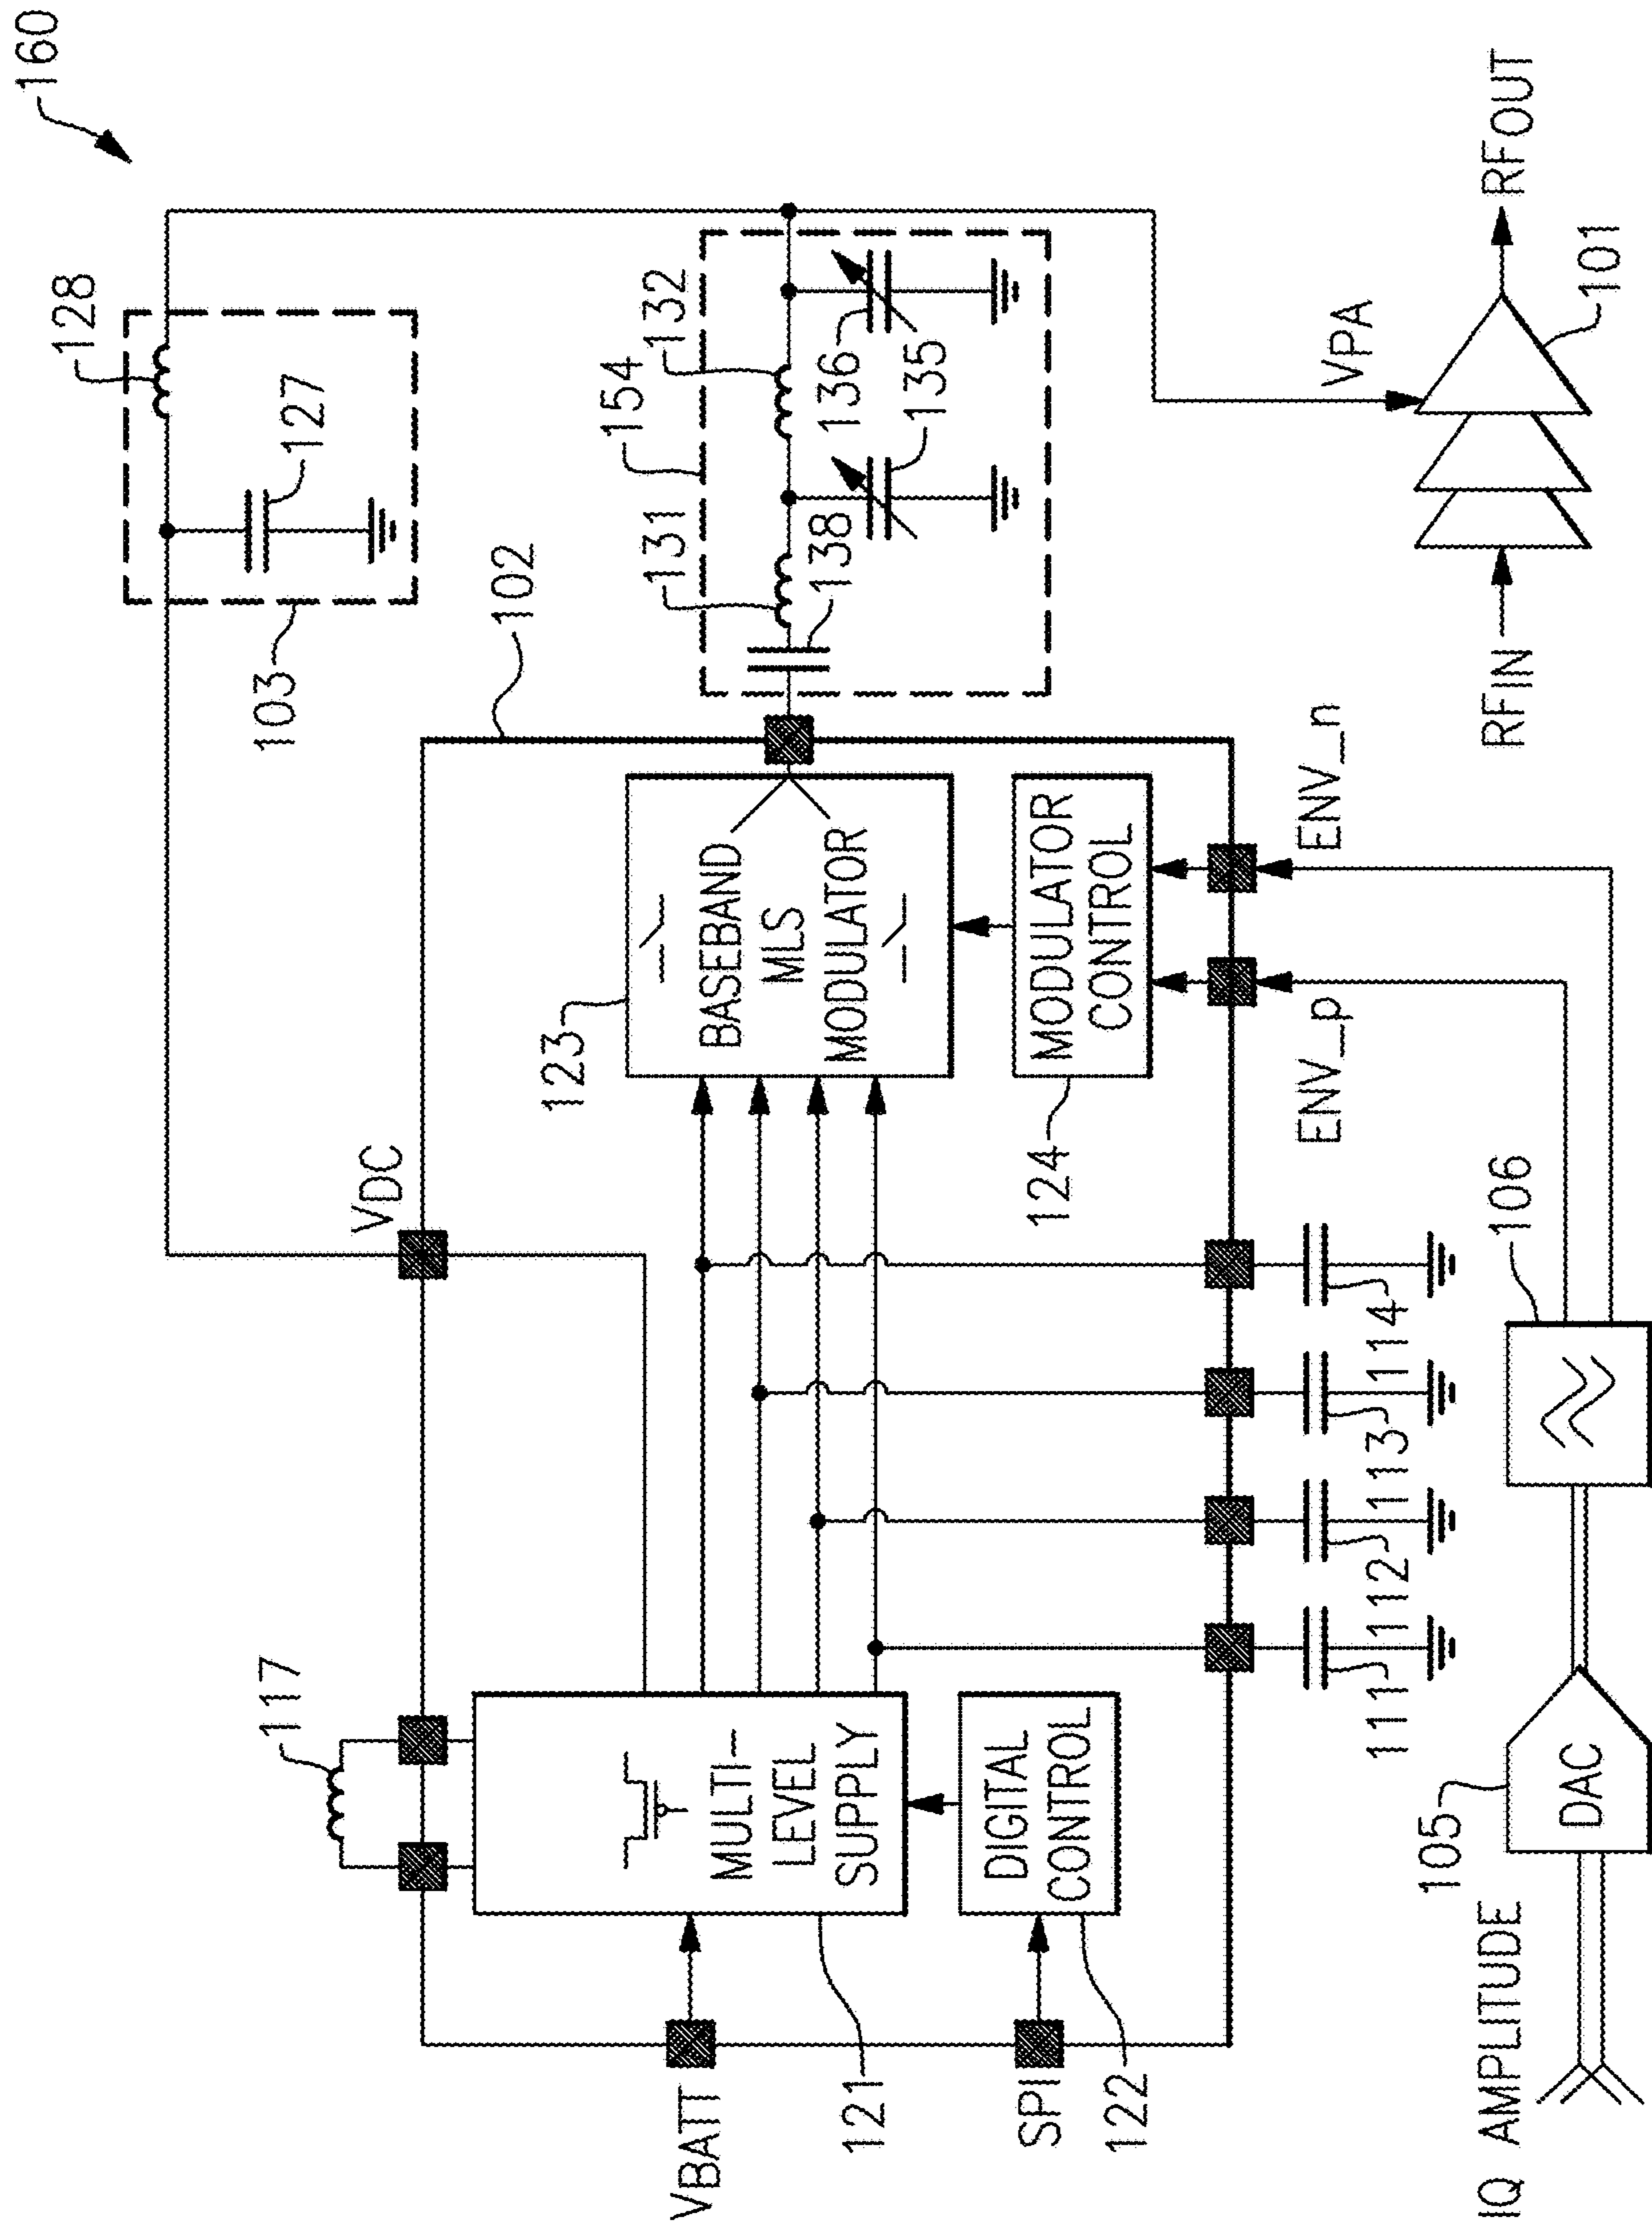 160
128
127
103
VDC
117
102
154
132
131
136
135
138
123
BASEBAND
MLS
MODULATOR
MULTI-
LEVEL
SUPPLY
VBATT
121
MODULATOR
CONTROL
124
DIGITAL
CONTROL
SPI
122
ENV_p
ENV_n
111
112
113
114
VPA
RFIN
RFOUT
101
106
105
DAC
IQ AMPLITUDE